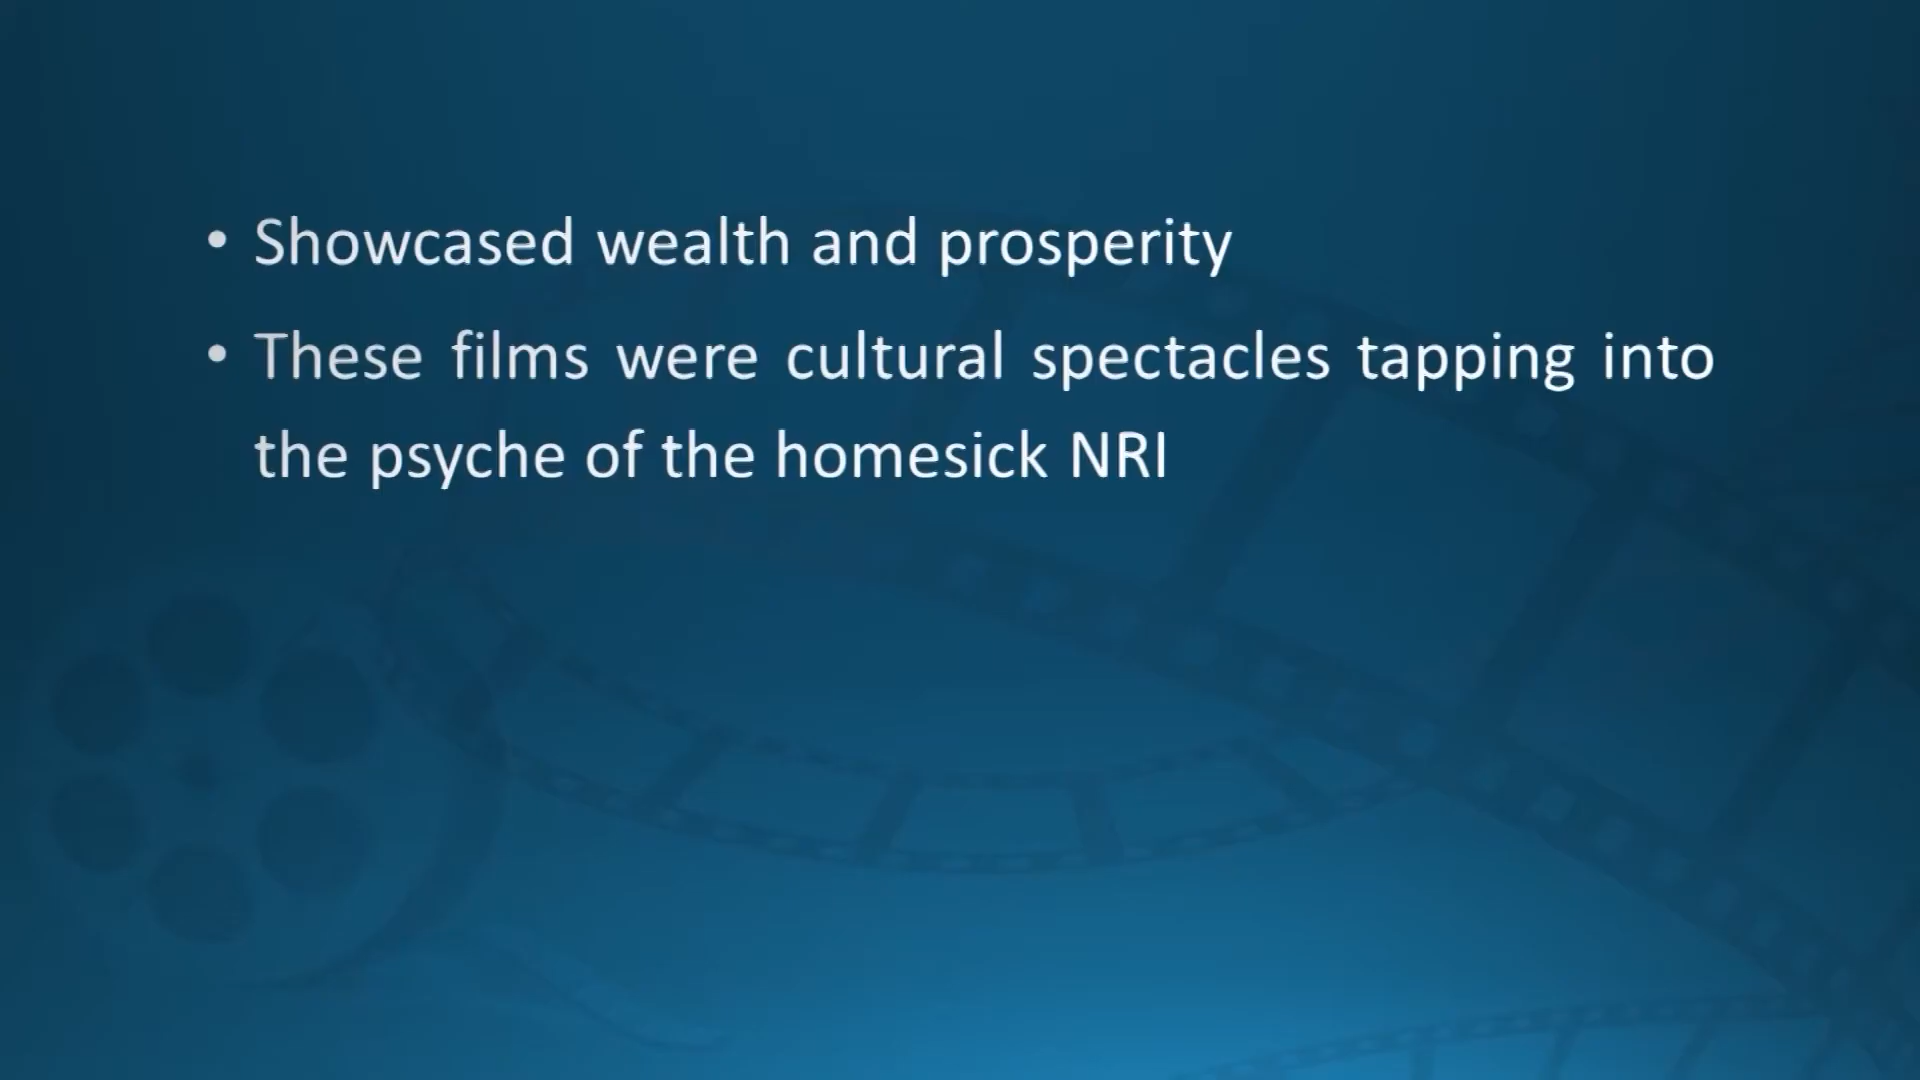 • Showcased wealth and prosperity
• These films were cultural spectacles tapping into
the psyche of the homesick NRI